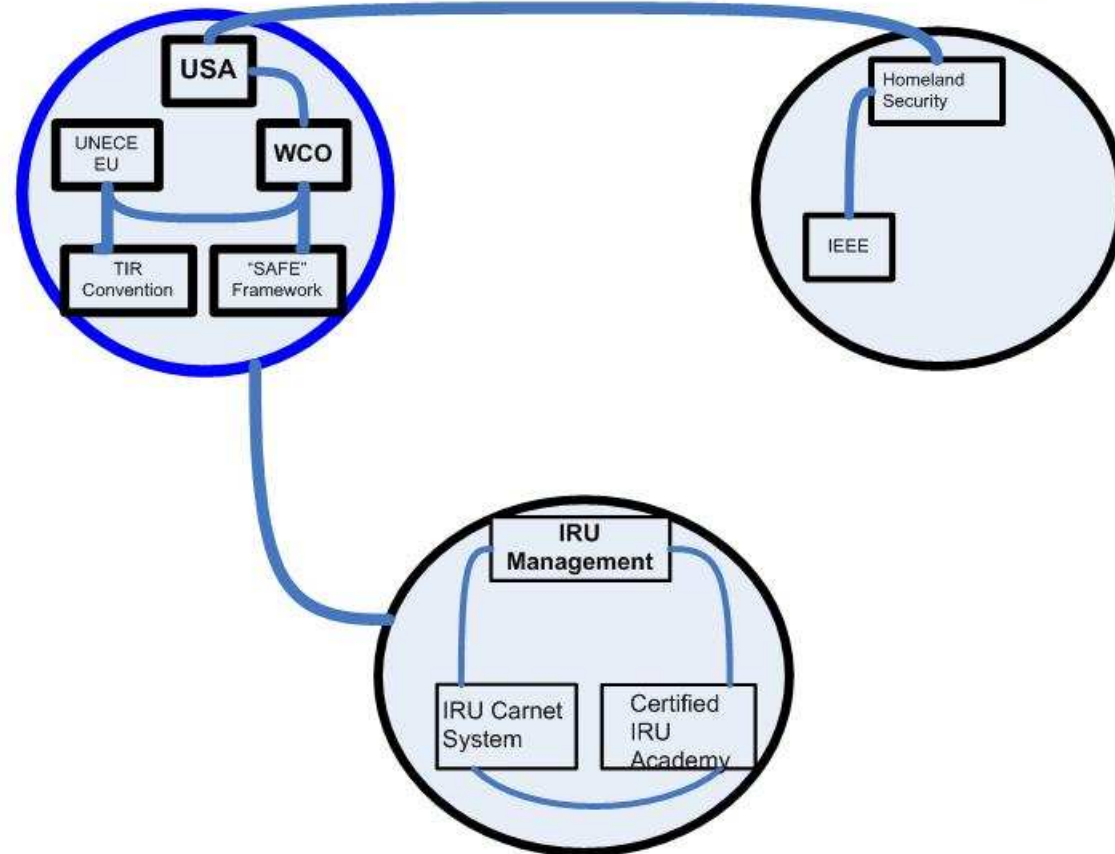 USA
Homeland
Security
UNECE
EU
WCO
IEEE
TIR
Convention
"SAFE"
Framework
IRU
Management
IRU Carnet
System
Certified
IRU
Academy